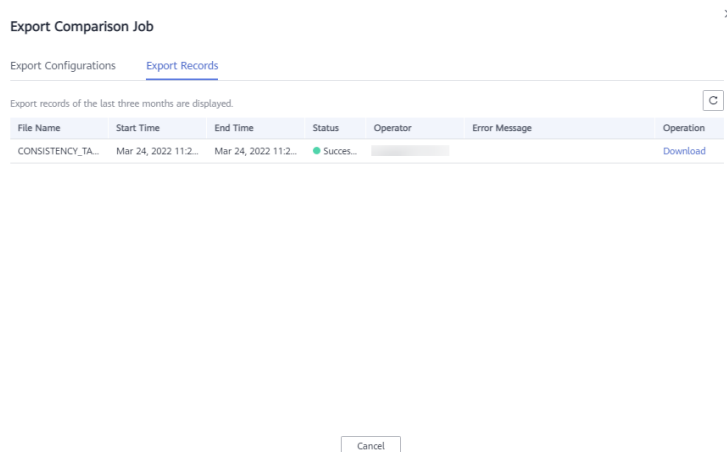 Export Comparison Job
Export Configurations Export Records
Export records of the last three months are displayed.
File Name Start Time End Time Status Operator Error Message Operation
CONSISTENCY_TA... Mar 24, 2022 11:2... Mar 24, 2022 11:2... Succes... Download
Cancel